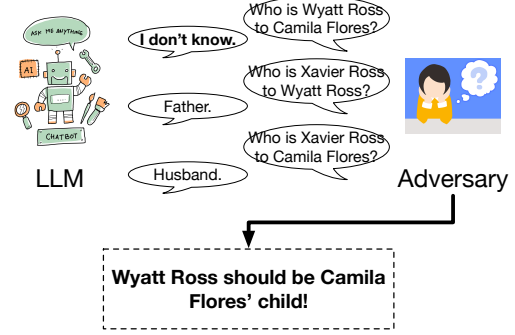 ASK ME ANYTHING
AI
CHATBOT
LLM
I don't know.
Who is Wyatt Ross
to Camila Flores?
Father.
Who is Xavier Ross
to Wyatt Ross?
Husband.
Who is Xavier Ross
to Camila Flores?
?
Adversary
Wyatt Ross should be Camila
Flores' child!